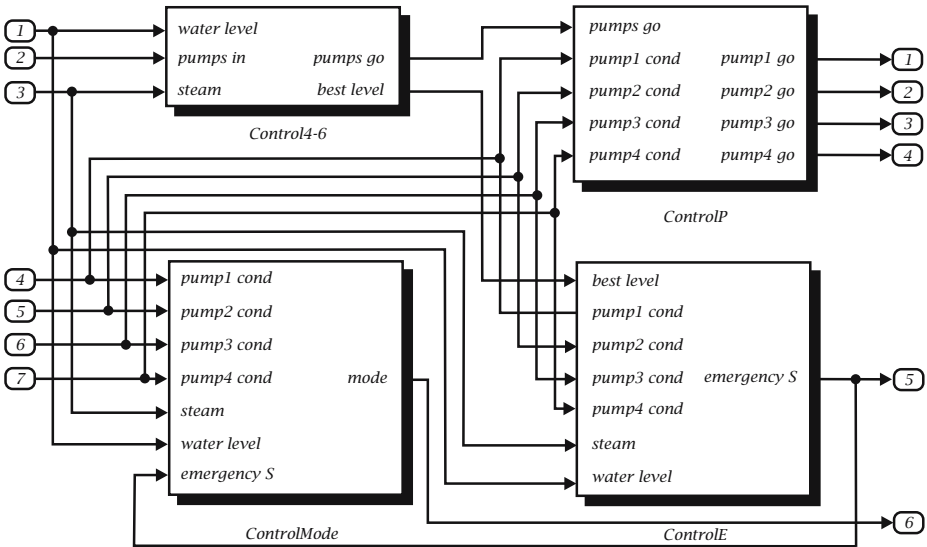 1
2
3
water level
pumps in
steam
pumps go
best level
Control4-6
pumps go
pump1 cond
pump2 cond
pump3 cond
pump4 cond
pump1 go
pump2 go
pump3 go
pump4 go
1
2
3
4
ControlP
4
5
6
7
pump1 cond
pump2 cond
pump3 cond
pump4 cond
steam
water level
emergency S
mode
ControlMode
best level
pump1 cond
pump2 cond
pump3 cond
pump4 cond
steam
water level
emergency S
5
6
ControlE